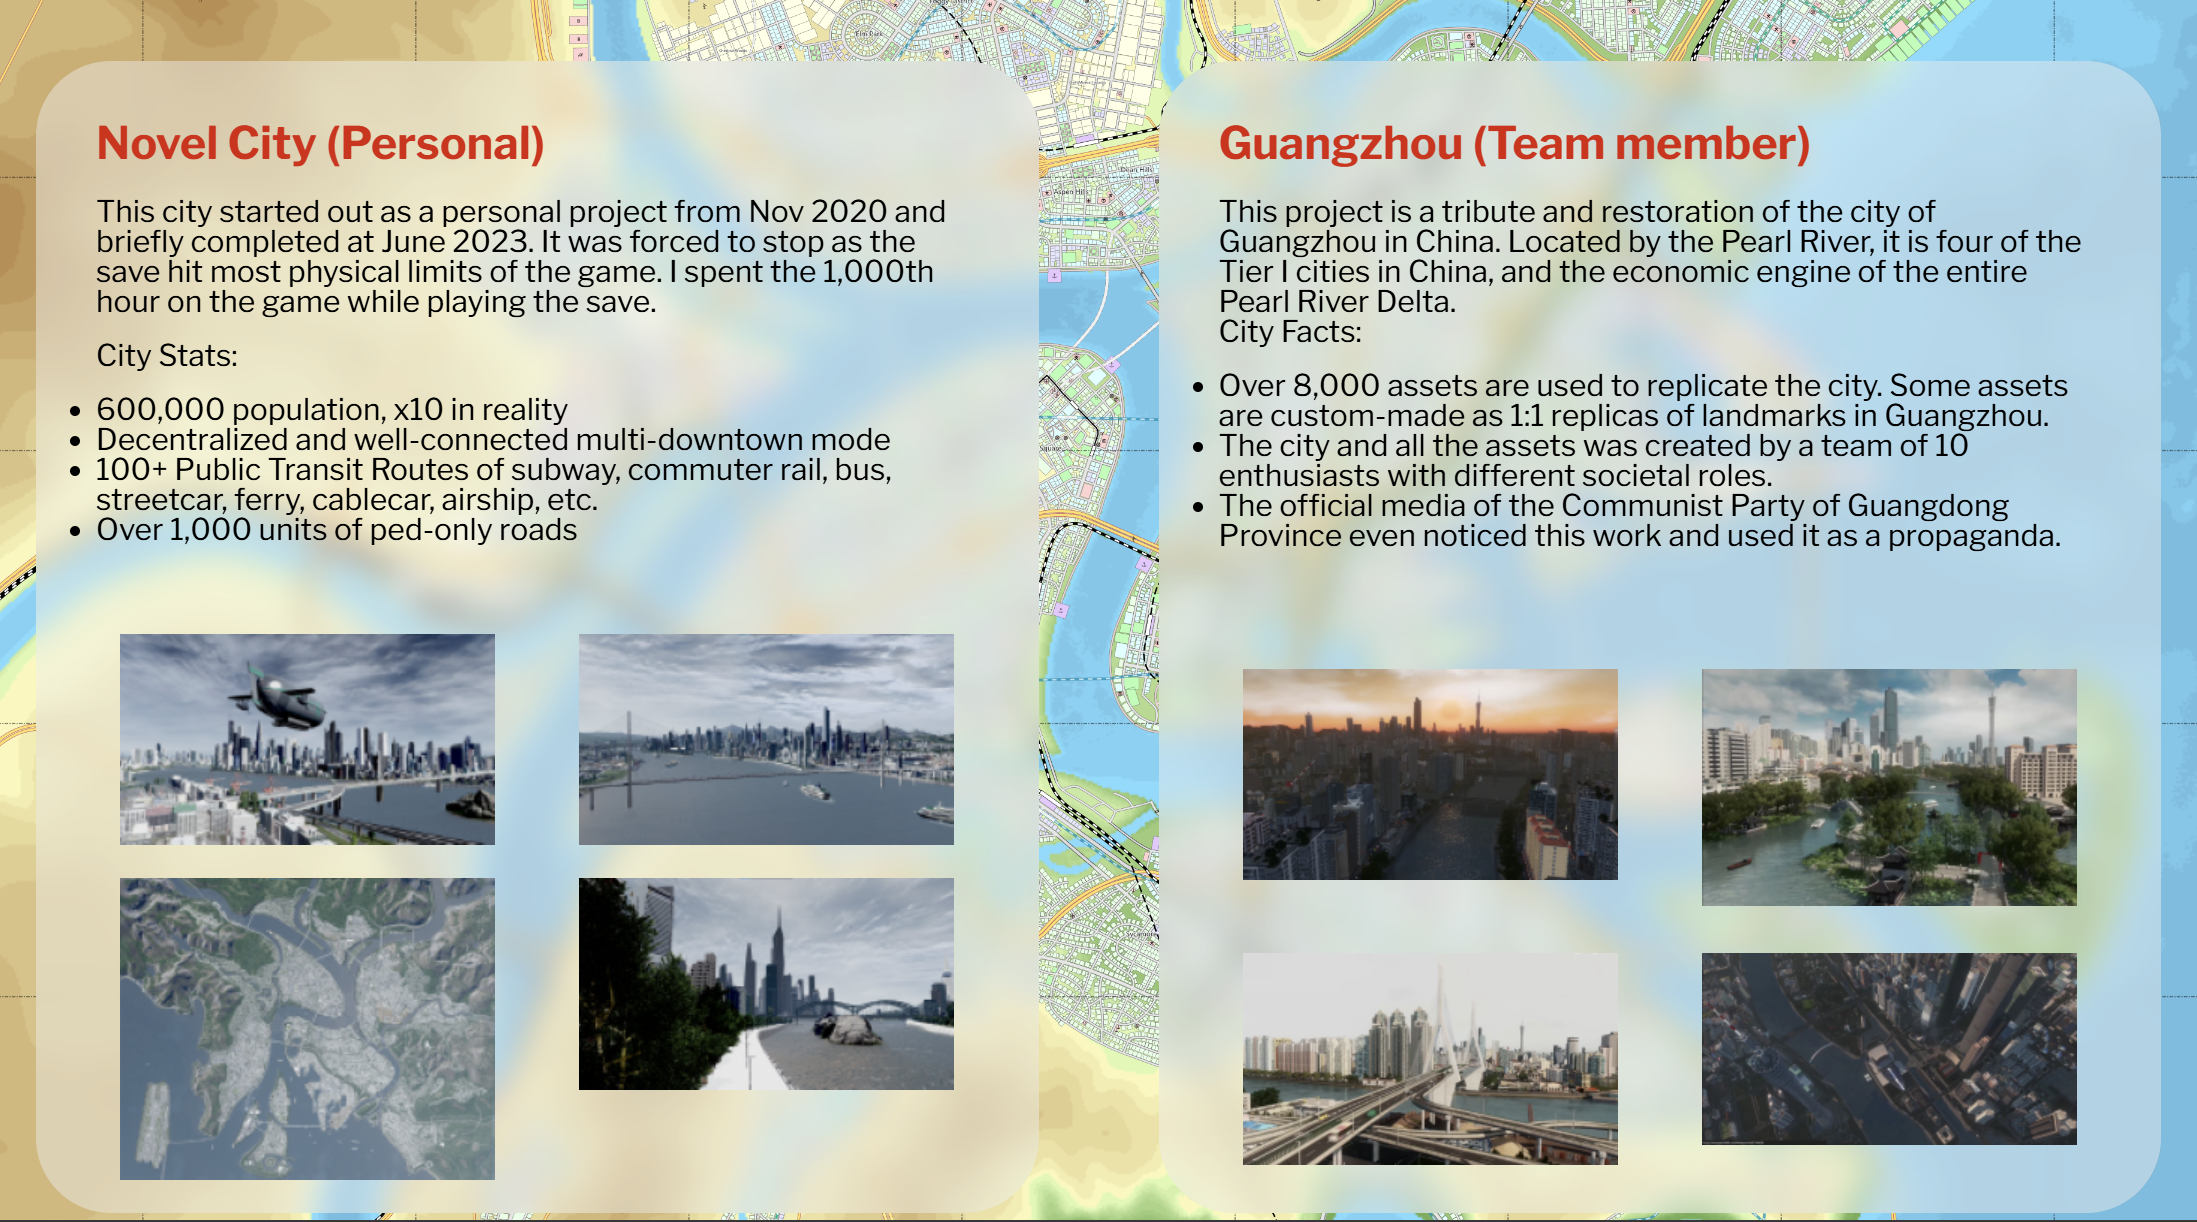 Novel City (Personal)
This city started out as a personal project from Nov 2020 and
briefly completed at June 2023. It was forced to stop as the
save hit most physical limits of the game. I spent the 1,000th
hour on the game while playing the save.
City Stats:
600,000 population, x10 in reality
Decentralized and well-connected multi-downtown mode
100+ Public Transit Routes of subway, commuter rail, bus,
streetcar, ferry, cablecar, airship, etc.
Over 1,000 units of ped-only roads
Guangzhou (Team member)
This project is a tribute and restoration of the city of
Guangzhou in China. Located by the Pearl River, it is four of the
Tier I cities in China, and the economic engine of the entire
Pearl River Delta.
City Facts:
Over 8,000 assets are used to replicate the city. Some assets
are custom-made as 1:1 replicas of landmarks in Guangzhou.
The city and all the assets was created by a team of 10
enthusiasts with different societal roles.
The official media of the Communist Party of Guangdong
Province even noticed this work and used it as a propaganda.
Elm Park
Dean Hills
Aspen Hills
Square
Sycamore